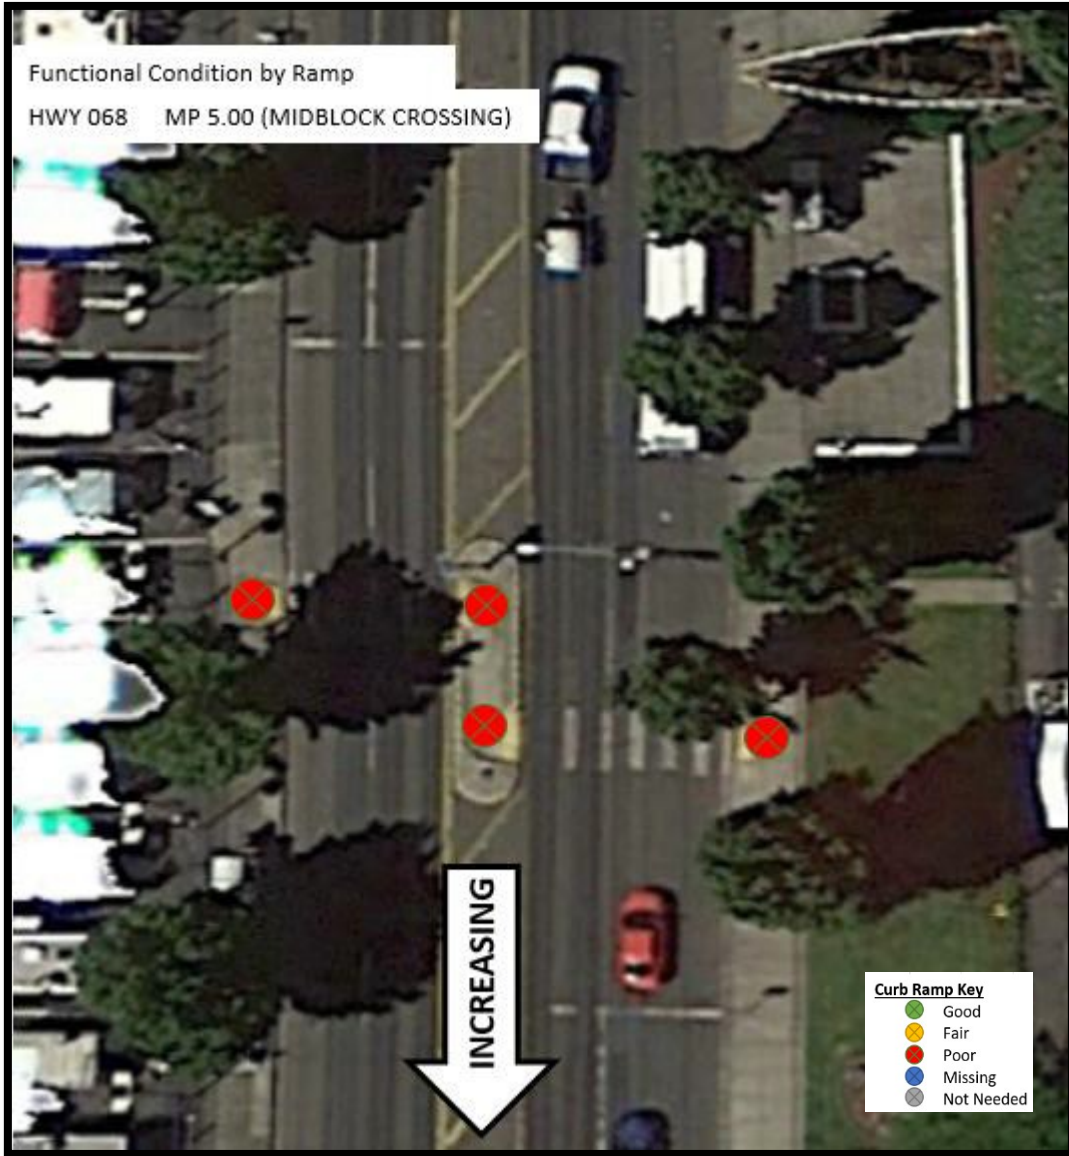 Functional Condition by Ramp
HWY 068 MP 5.00 (MIDBLOCK CROSSING)
INCREASING
Curb Ramp Key
Good
Fair
Poor
Missing
Not Needed